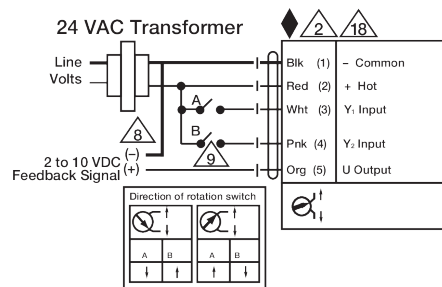 24 VAC Transformer
2
18
Line
Volts
Blk (1) – Common
Red (2) + Hot
A
Wht (3) Y1 Input
B
Pnk (4) Y2 Input
8
9
(–)
2 to 10 VDC
Feedback Signal (+)
Org (5) U Output
Direction of rotation switch
A B A B